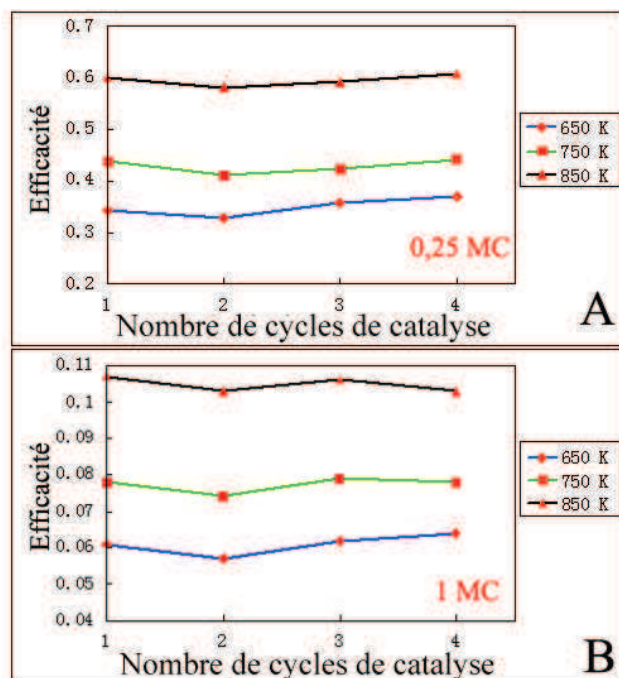 0.7
0.6
0.5
0.4
0.3
0.2
Efficacité
1 2 3 4
Nombre de cycles de catalyse
0,25 MC
650 K
750 K
850 K
A
0.11
0.1
0.09
0.08
0.07
0.06
0.05
0.04
Efficacité
1 2 3 4
Nombre de cycles de catalyse
1 MC
650 K
750 K
850 K
B